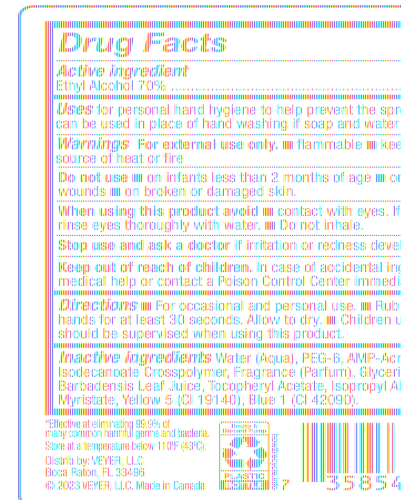 Drug Facts
Active ingredient
Ethyl Alcohol 70%
Uses for personal hand hygiene to help prevent the spr
can be used in place of hand washing if soap and water
Warnings For external use only. flammable kee
source of heat or fire
Do not use on infants less than 2 months of age or
wounds on broken or damaged skin.
When using this product avoid contact with eyes. If
rinse eyes thoroughly with water. Do not inhale.
Stop use and ask a doctor if irritation or redness devel
Keep out of reach of children. In case of accidental ing
medical help or contact a Poison Control Center immedi
Directions For occasional and personal use. Rub
hands for at least 30 seconds. Allow to dry. Children u
should be supervised when using this product.
Inactive ingredients Water (Aqua), PEG-6, AMP-Acr
Isodecanoate Crosspolymer, Fragrance (Parfum), Glyceri
Barbadensis Leaf Juice, Tocopheryl Acetate, Isopropyl Al
Myristate, Yellow 5 (CI 19140), Blue 1 (CI 42090).
*Effective at eliminating 99.9% of
many common harmful germs and bacteria.
Store at a temperature below 110°F (43°C).
Distrib by: VEYER, LLC
Boca Raton, FL 33496
© 2023 VEYER, LLC. Made in Canada
PLASTIC
7 35854